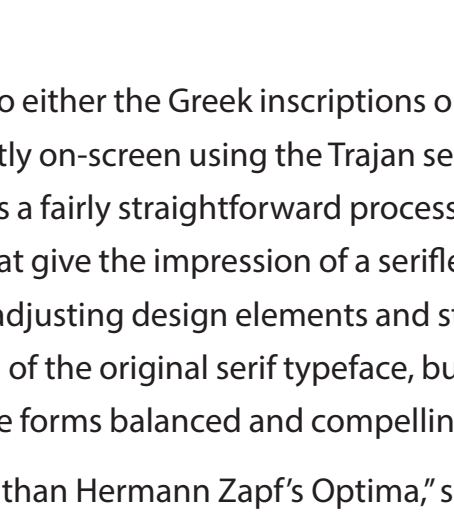 o either the Greek inscriptions o
tly on-screen using the Trajan se
s a fairly straightforward process
at give the impression of a serifle
adjusting design elements and st
of the original serif typeface, bu
e forms balanced and compellin
than Hermann Zapf’s Optima,” s